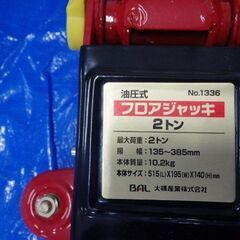 油圧式 No.1336
フロアジャッキ
2トン
最大荷重：2トン
揚 幅：135～385mm
本体質量：10.2kg
本体サイズ：515(L)X195(W)X140(H)mm
BAL 大橋産業株式会社